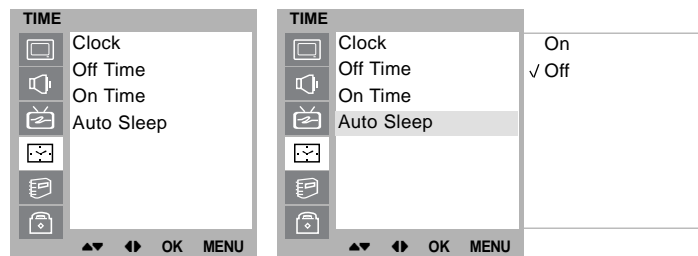 TIME
Clock
Off Time
On Time
Auto Sleep
▲▼ ◀▶ OK MENU
TIME
Clock
Off Time
On Time
Auto Sleep
▲▼ ◀▶ OK MENU
On
√ Off